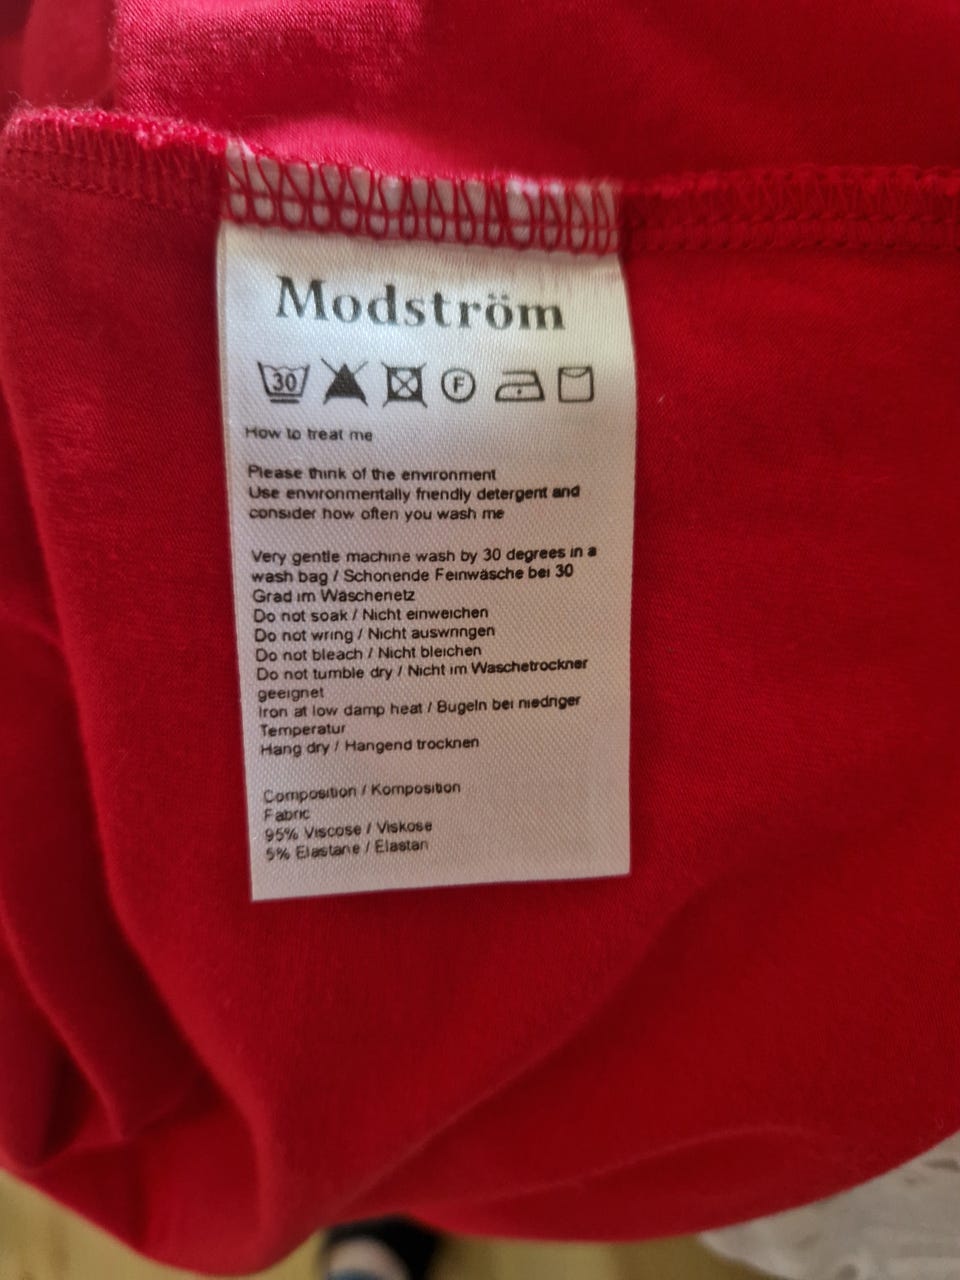 Modström
30
F
How to treat me
Please think of the environment
Use environmentally friendly detergent and
consider how often you wash me
Very gentle machine wash by 30 degrees in a
wash bag / Schonende Feinwäsche bei 30
Grad im Wäschenetz
Do not soak / Nicht einweichen
Do not wring / Nicht auswringen
Do not bleach / Nicht bleichen
Do not tumble dry / Nicht im Waschetrockner
geeignet
Iron at low damp heat / Bugeln bei niedriger
Temperatur
Hang dry / Hangend trocknen
Composition / Komposition
Fabric
95% Viscose / Viskose
5% Elastane / Elastan